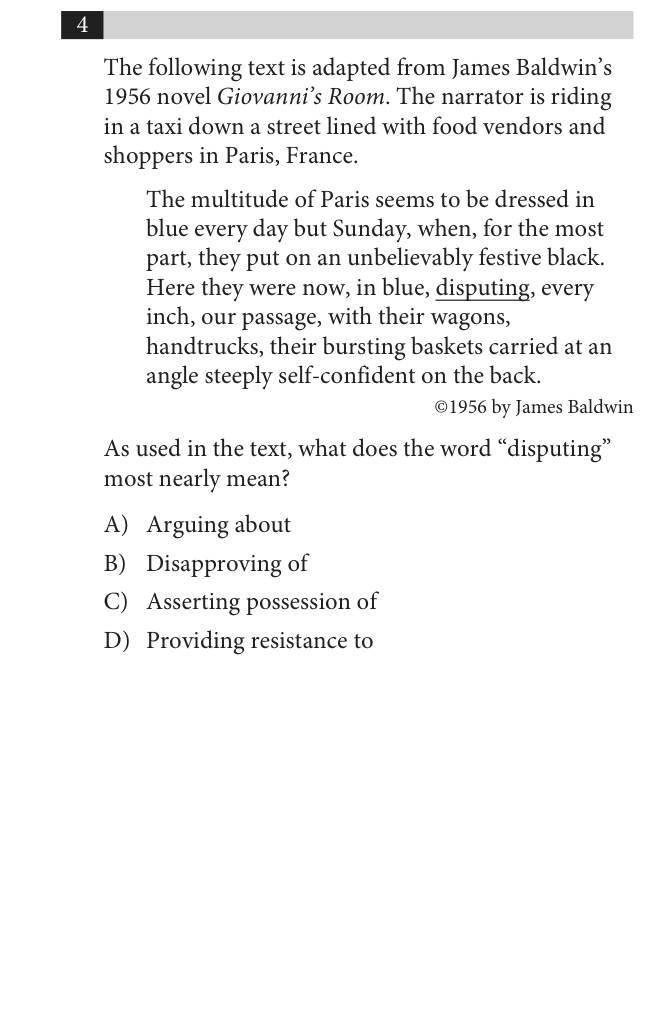 4
The following text is adapted from James Baldwin’s
1956 novel Giovanni’s Room. The narrator is riding
in a taxi down a street lined with food vendors and
shoppers in Paris, France.
The multitude of Paris seems to be dressed in
blue every day but Sunday, when, for the most
part, they put on an unbelievably festive black.
Here they were now, in blue, disputing, every
inch, our passage, with their wagons,
handtrucks, their bursting baskets carried at an
angle steeply self-confident on the back.
©1956 by James Baldwin
As used in the text, what does the word “disputing”
most nearly mean?
A) Arguing about
B) Disapproving of
C) Asserting possession of
D) Providing resistance to